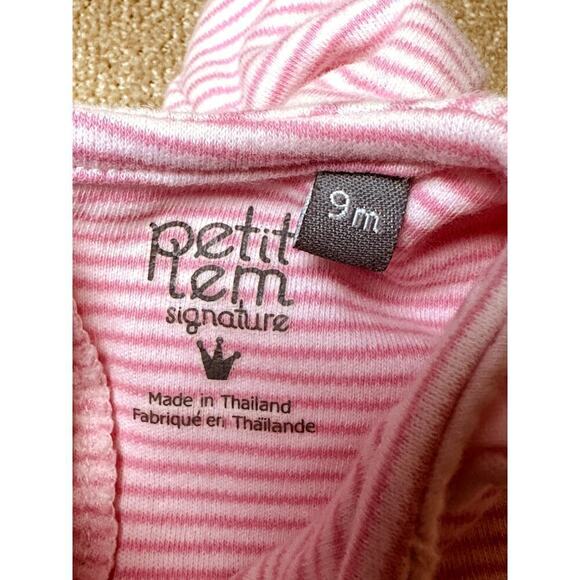 9m
petit
lem
signature
Made in Thailand
Fabriqué en Thaïlande